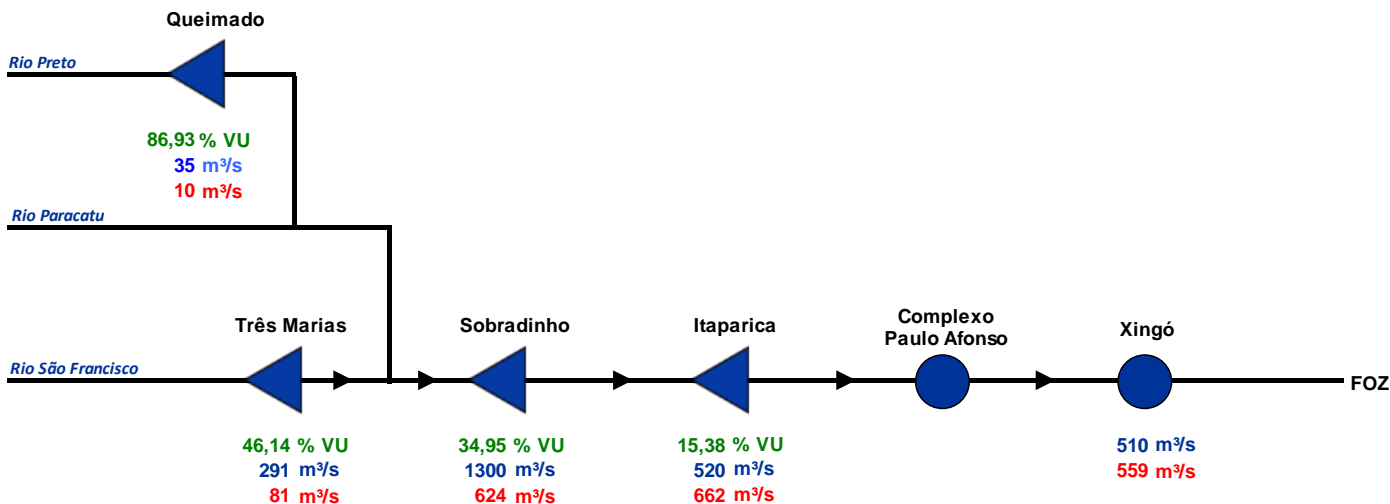 Queimado
Rio Preto
86,93 % VU
35 m³/s
10 m³/s
Rio Paracatu
Três Marias
Sobradinho
Itaparica
Complexo
Paulo Afonso
Xingó
Rio São Francisco
FOZ
46,14 % VU
291 m³/s
81 m³/s
34,95 % VU
1300 m³/s
624 m³/s
15,38 % VU
520 m³/s
662 m³/s
510 m³/s
559 m³/s